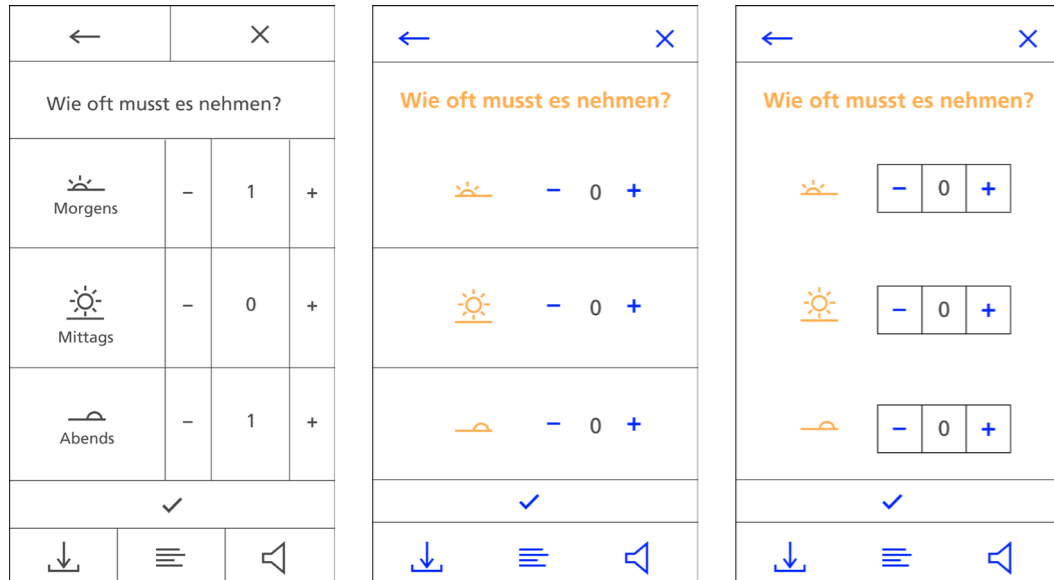 Wie oft musst es nehmen?
Morgens
– 1 +
Mittags
– 0 +
Abends
– 1 +
Wie oft musst es nehmen?
– 0 +
– 0 +
– 0 +
Wie oft musst es nehmen?
– 0 +
– 0 +
– 0 +